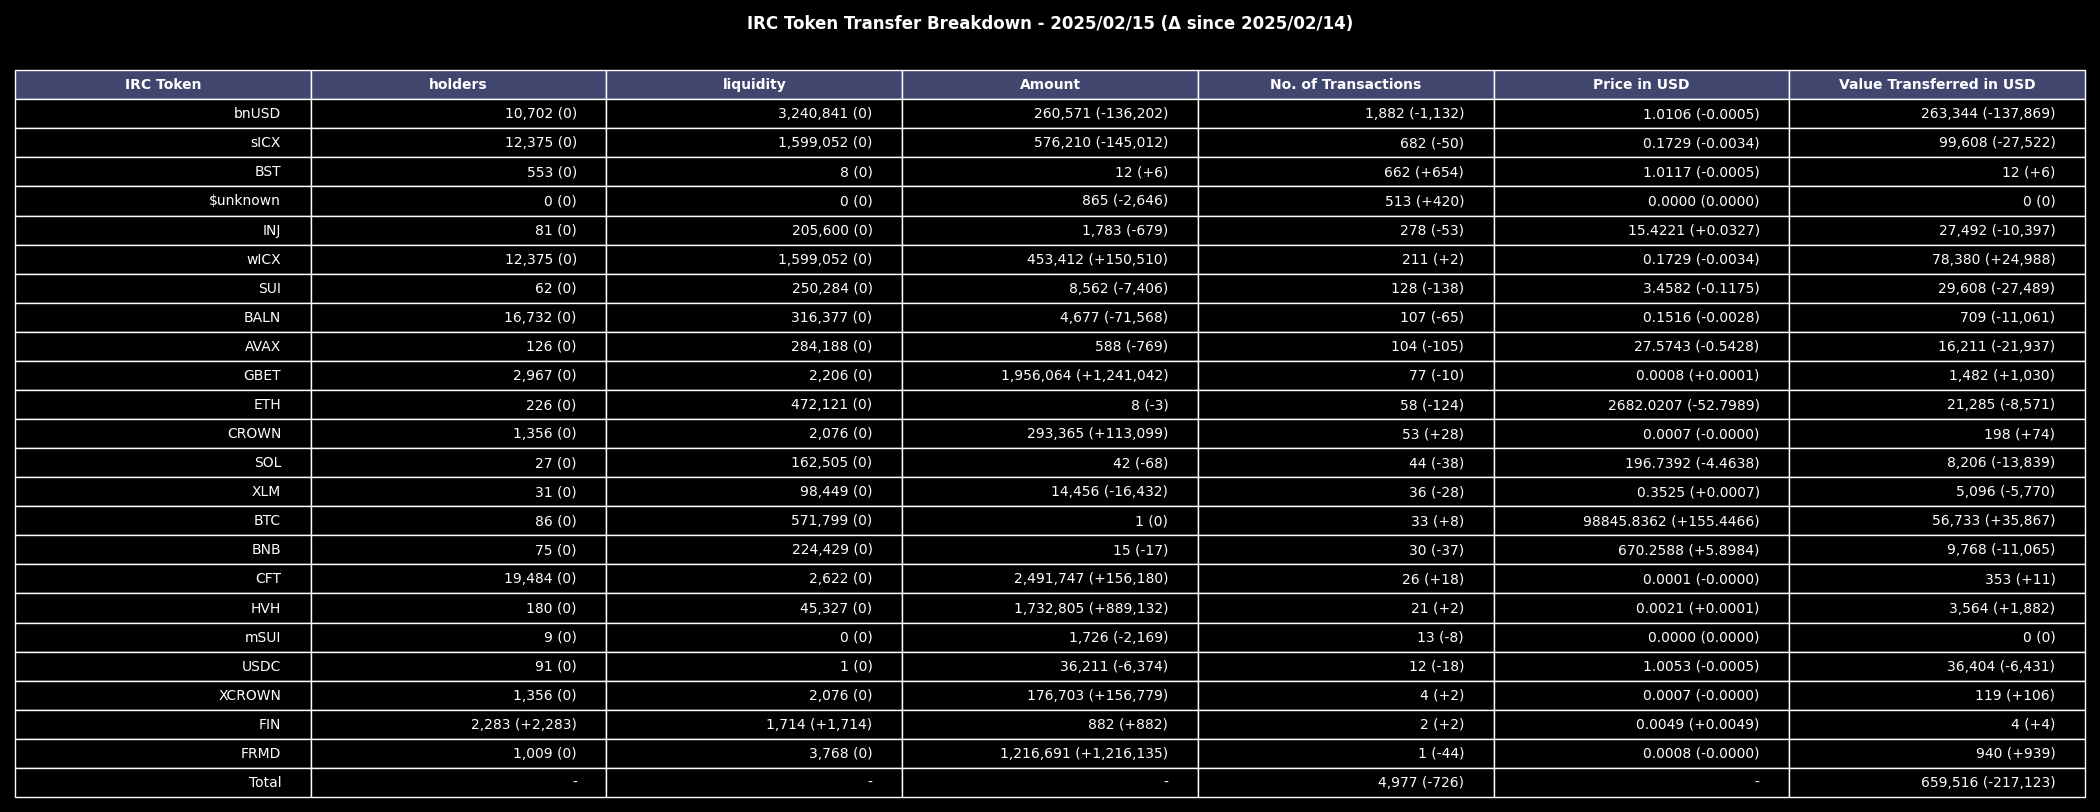 IRC Token Transfer Breakdown - 2025/02/15 (Δ since 2025/02/14)
IRC Token holders liquidity Amount No. of Transactions Price in USD Value Transferred in USD
bnUSD 10,702 (0) 3,240,841 (0) 260,571 (-136,202) 1,882 (-1,132) 1.0106 (-0.0005) 263,344 (-137,869)
sICX 12,375 (0) 1,599,052 (0) 576,210 (-145,012) 682 (-50) 0.1729 (-0.0034) 99,608 (-27,522)
BST 553 (0) 8 (0) 12 (+6) 662 (+654) 1.0117 (-0.0005) 12 (+6)
$unknown 0 (0) 0 (0) 865 (-2,646) 513 (+420) 0.0000 (0.0000) 0 (0)
INJ 81 (0) 205,600 (0) 1,783 (-679) 278 (-53) 15.4221 (+0.0327) 27,492 (-10,397)
wICX 12,375 (0) 1,599,052 (0) 453,412 (+150,510) 211 (+2) 0.1729 (-0.0034) 78,380 (+24,988)
SUI 62 (0) 250,284 (0) 8,562 (-7,406) 128 (-138) 3.4582 (-0.1175) 29,608 (-27,489)
BALN 16,732 (0) 316,377 (0) 4,677 (-71,568) 107 (-65) 0.1516 (-0.0028) 709 (-11,061)
AVAX 126 (0) 284,188 (0) 588 (-769) 104 (-105) 27.5743 (-0.5428) 16,211 (-21,937)
GBET 2,967 (0) 2,206 (0) 1,956,064 (+1,241,042) 77 (-10) 0.0008 (+0.0001) 1,482 (+1,030)
ETH 226 (0) 472,121 (0) 8 (-3) 58 (-124) 2682.0207 (-52.7989) 21,285 (-8,571)
CROWN 1,356 (0) 2,076 (0) 293,365 (+113,099) 53 (+28) 0.0007 (-0.0000) 198 (+74)
SOL 27 (0) 162,505 (0) 42 (-68) 44 (-38) 196.7392 (-4.4638) 8,206 (-13,839)
XLM 31 (0) 98,449 (0) 14,456 (-16,432) 36 (-28) 0.3525 (+0.0007) 5,096 (-5,770)
BTC 86 (0) 571,799 (0) 1 (0) 33 (+8) 98845.8362 (+155.4466) 56,733 (+35,867)
BNB 75 (0) 224,429 (0) 15 (-17) 30 (-37) 670.2588 (+5.8984) 9,768 (-11,065)
CFT 19,484 (0) 2,622 (0) 2,491,747 (+156,180) 26 (+18) 0.0001 (-0.0000) 353 (+11)
HVH 180 (0) 45,327 (0) 1,732,805 (+889,132) 21 (+2) 0.0021 (+0.0001) 3,564 (+1,882)
mSUI 9 (0) 0 (0) 1,726 (-2,169) 13 (-8) 0.0000 (0.0000) 0 (0)
USDC 91 (0) 1 (0) 36,211 (-6,374) 12 (-18) 1.0053 (-0.0005) 36,404 (-6,431)
XCROWN 1,356 (0) 2,076 (0) 176,703 (+156,779) 4 (+2) 0.0007 (-0.0000) 119 (+106)
FIN 2,283 (+2,283) 1,714 (+1,714) 882 (+882) 2 (+2) 0.0049 (+0.0049) 4 (+4)
FRMD 1,009 (0) 3,768 (0) 1,216,691 (+1,216,135) 1 (-44) 0.0008 (-0.0000) 940 (+939)
Total - - - 4,977 (-726) - 659,516 (-217,123)